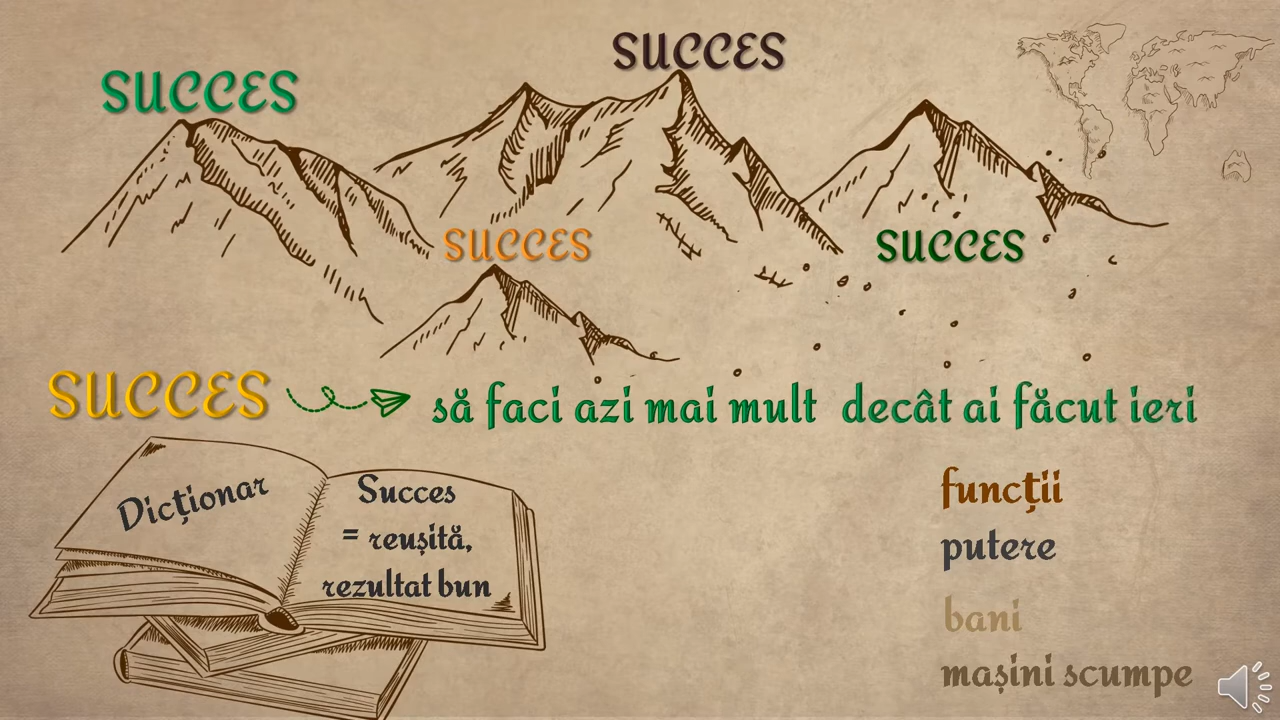 SUCCES
SUCCES
SUCCES
SUCCES
SUCCES
să faci azi mai mult decât ai făcut ieri
Dicționar
Succes
= reușită,
rezultat bun
funcții
putere
bani
mașini scumpe